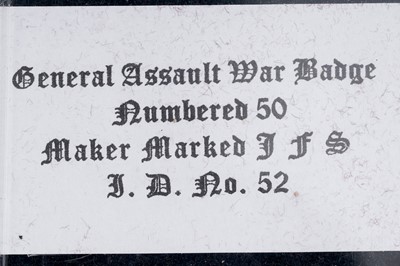 General Assault War Badge
Numbered 50
Maker Marked J F S
I. D. No. 52